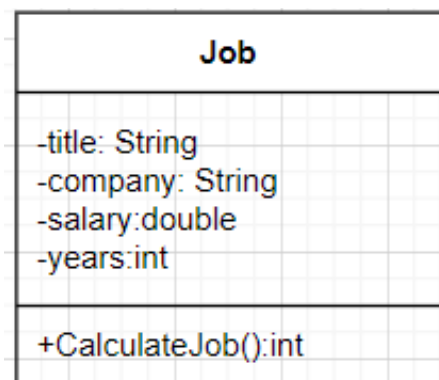 Job
-title: String
-company: String
-salary:double
-years:int
+CalculateJob():int